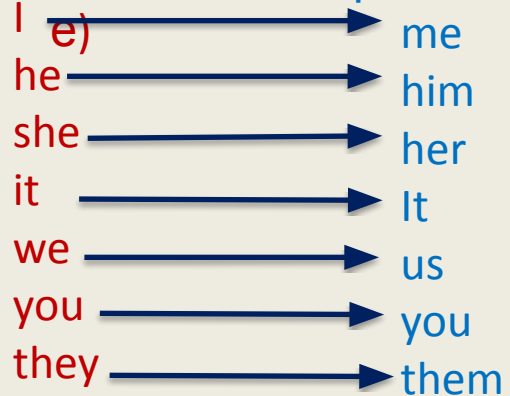 I me
e)
he him
she her
it It
we us
you you
they them